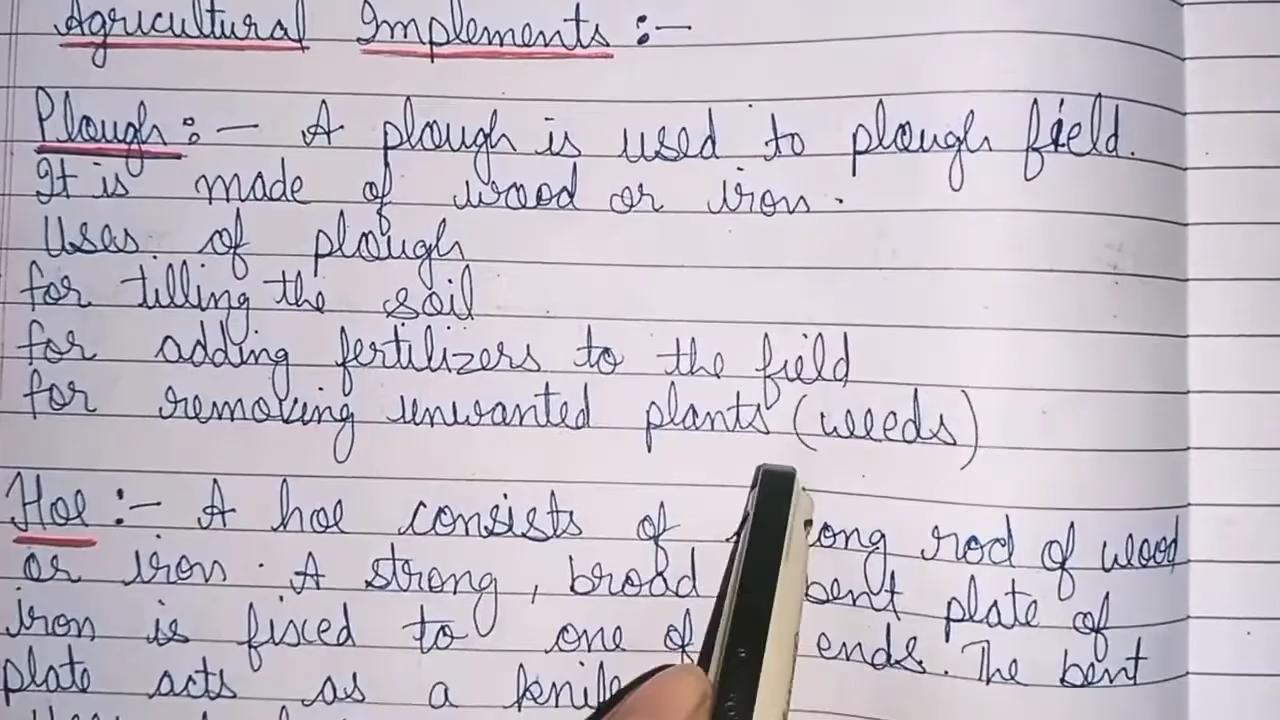 Agricultural Implements :-
Plough :- A plough is used to plough field.
It is made of wood or iron.
Uses of plough
for tilling the soil
for adding fertilizers to the field
for removing unwanted plants (weeds)
Hoe :- A hoe consists of rod of wood
or iron. A strong, broad bent plate of
iron is fixed to one of ends. The bent
plate acts as a